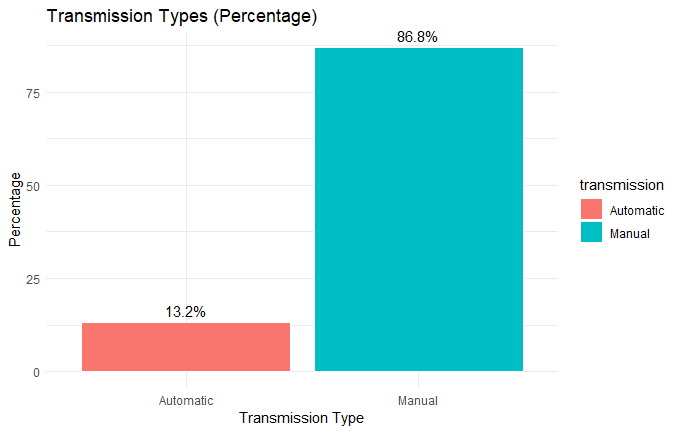 Transmission Types (Percentage)
86.8%
75
50
25
0
13.2%
Percentage
Automatic
Manual
Transmission Type
transmission
Automatic
Manual